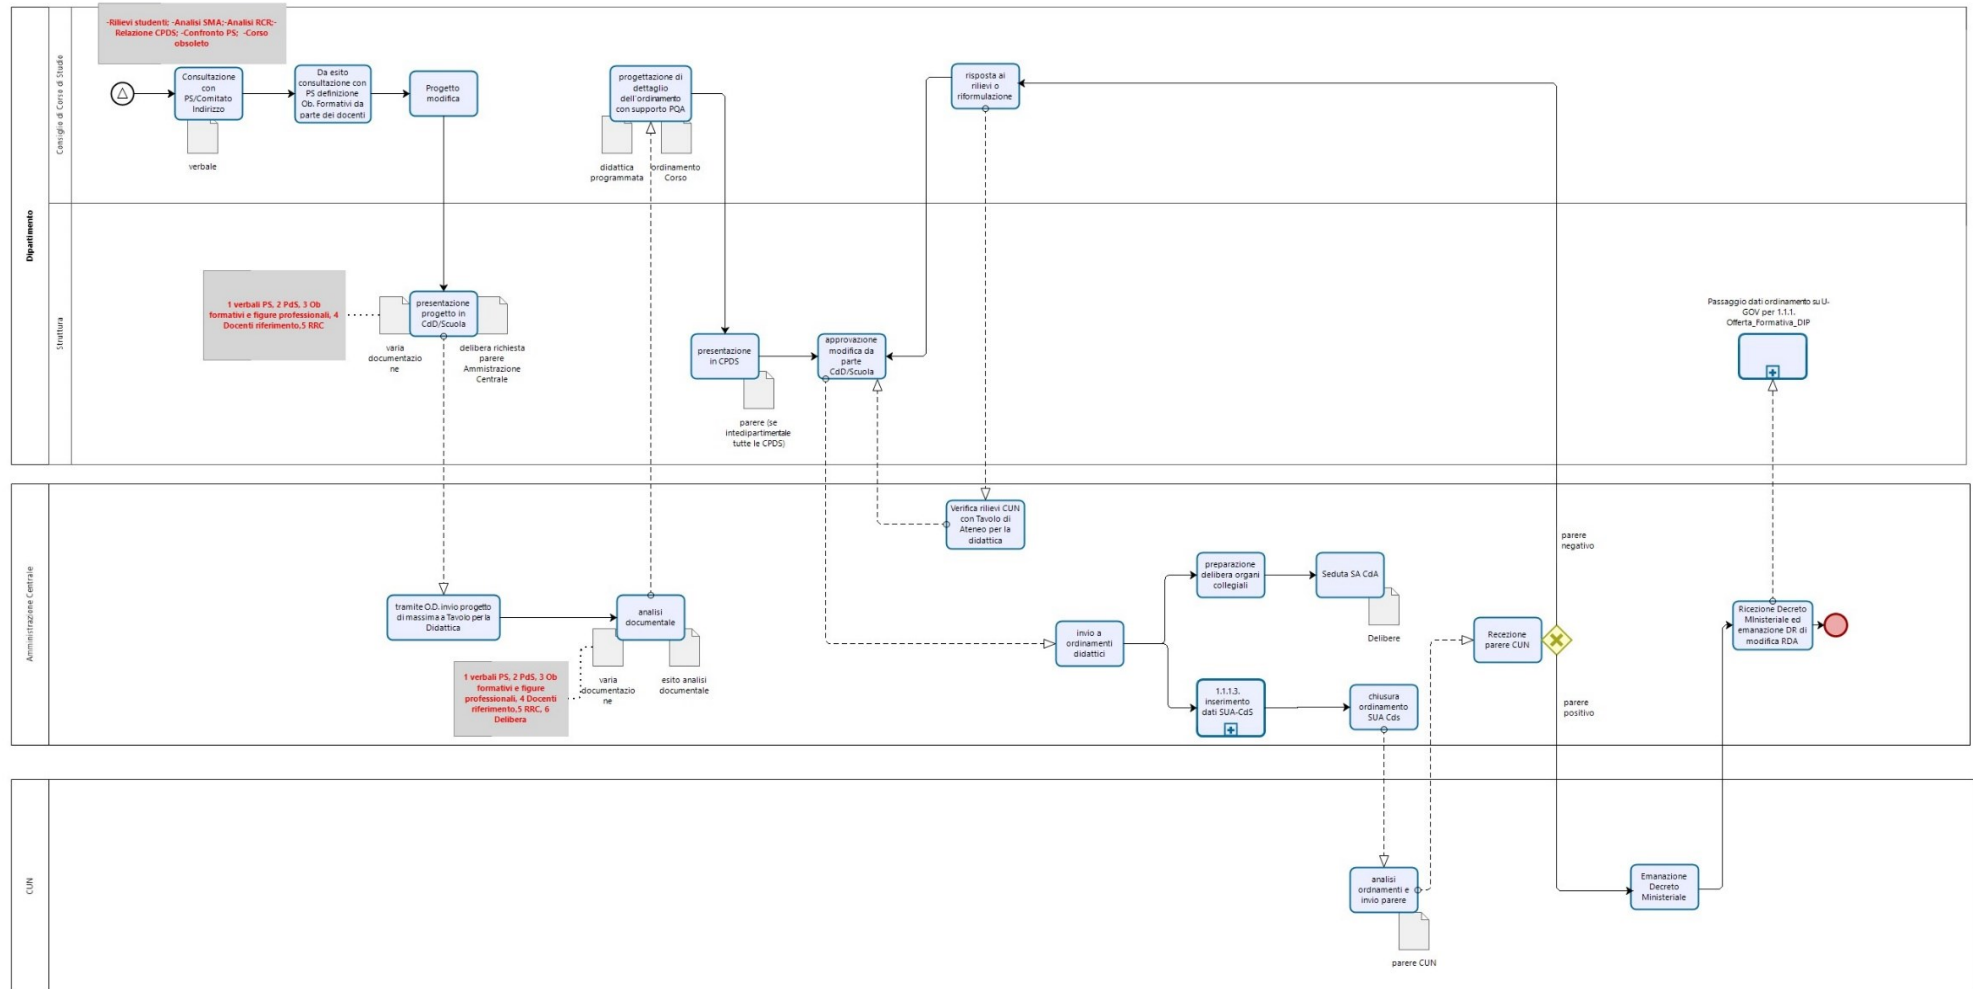 -Rilievi studenti; -Analisi SMA;-Analisi RCR;-
Relazione CPDS; -Confronto PS; -Corso
obsoleto
Consultazione
con
PS/Comitato
Indirizzo
verbale
Da esito
consultazione con
PS definizione
Ob. Formativi da
parte dei docenti
Progetto
modifica
progettazione di
dettaglio
dell'ordinamento
con supporto PQA
didattica
programmata
ordinamento
Corso
risposta ai
rilievi o
riformulazione
Consiglio di Corso di Studio
Dipartimento
Struttura
1 verbali PS, 2 PdS, 3 Ob
formativi e figure professionali, 4
Docenti riferimento,5 RRC
presentazione
progetto in
CdD/Scuola
varia
documentazio
ne
delibera richiesta
parere
Ammistrazione
Centrale
presentazione
in CPDS
parere (se
intedipartimentale
tutte le CPDS)
approvazione
modifica da
parte
CdD/Scuola
Passaggio dati ordinamento su U-
GOV per 1.1.1.
Offerta_Formativa_DIP
Amministrazione Centrale
tramite O.D. invio progetto
di massima a Tavolo per la
Didattica
analisi
documentale
1 verbali PS, 2 PdS, 3 Ob
formativi e figure
professionali, 4 Docenti
riferimento,5 RRC, 6
Delibera
varia
documentazio
ne
esito analisi
documentale
Verifica rilievi CUN
con Tavolo di
Ateneo per la
didattica
invio a
ordinamenti
didattici
preparazione
delibera organi
collegiali
Seduta SA CdA
Delibere
1.1.1.3.
inserimento
dati SUA-CdS
chiusura
ordinamento
SUA Cds
Recezione
parere CUN
parere
negativo
parere
positivo
Ricezione Decreto
MInisteriale ed
emanazione DR di
modifica RDA
CUN
analisi
ordnamenti e
invio parere
parere CUN
Emanazione
Decreto
Ministeriale